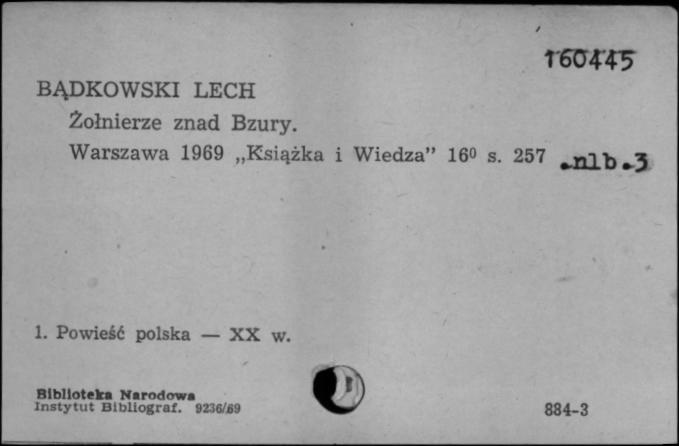 160445
BĄDKOWSKI LECH
Żołnierze znad Bzury.
Warszawa 1969 „Książka i Wiedza” 16⁰ s. 257 .nlb.3
1. Powieść polska — XX w.
Biblioteka Narodowa
Instytut Bibliograf. 9236/69
884-3